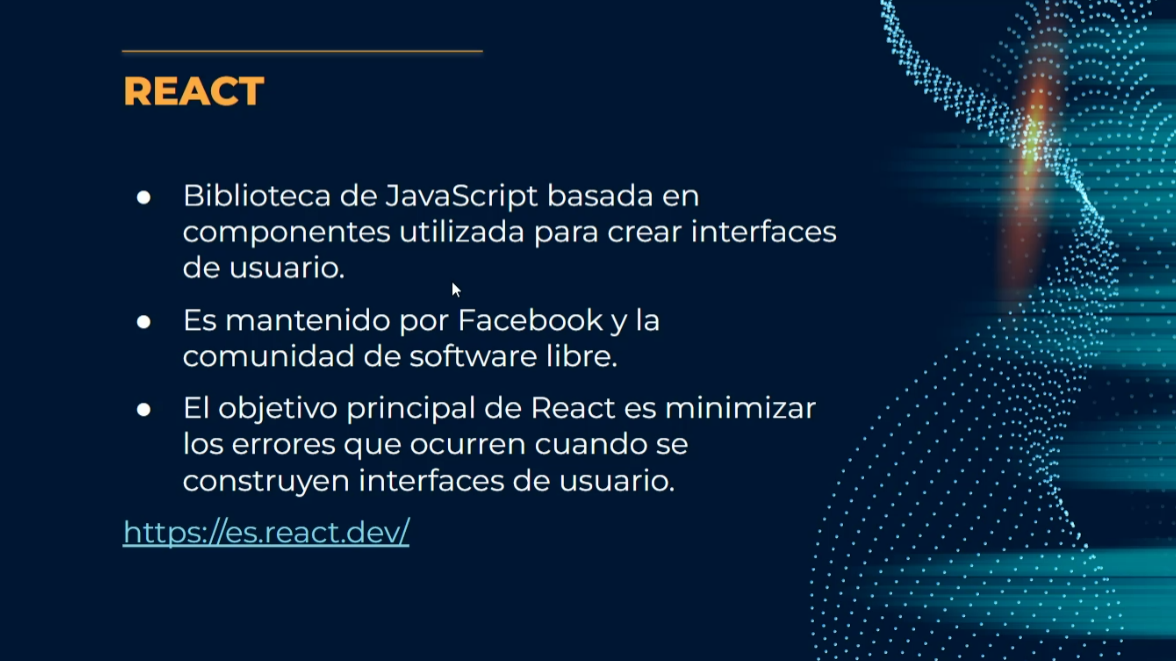 REACT
● Biblioteca de JavaScript basada en
componentes utilizada para crear interfaces
de usuario.
● Es mantenido por Facebook y la
comunidad de software libre.
● El objetivo principal de React es minimizar
los errores que ocurren cuando se
construyen interfaces de usuario.
https://es.react.dev/